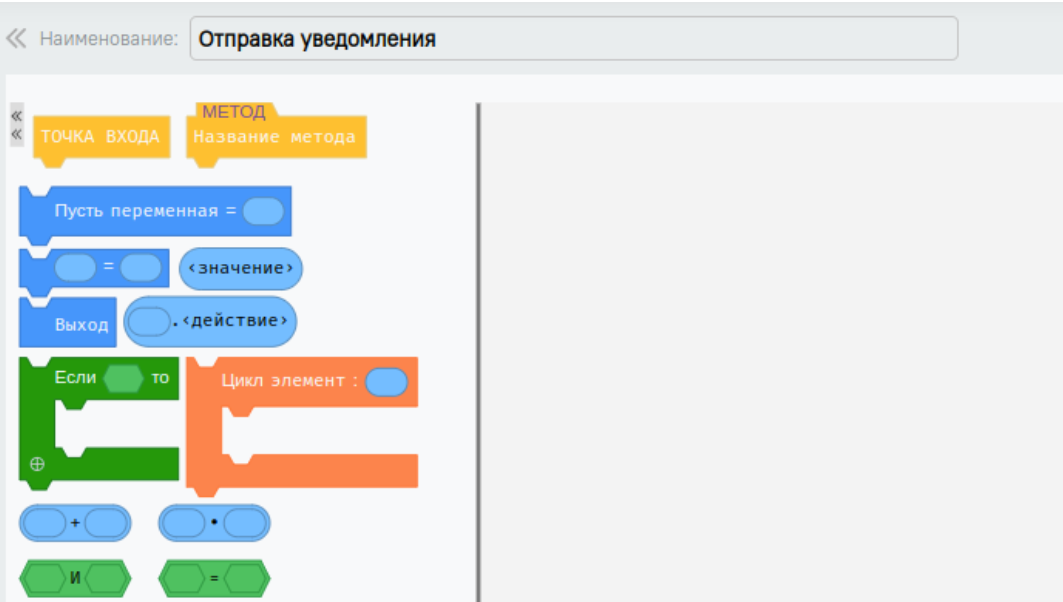 Наименование: Отправка уведомления
ТОЧКА ВХОДА
МЕТОД
Название метода
Пусть переменная =
=
<значение>
Выход
.<действие>
Если то
Цикл элемент :
+
•
И
=